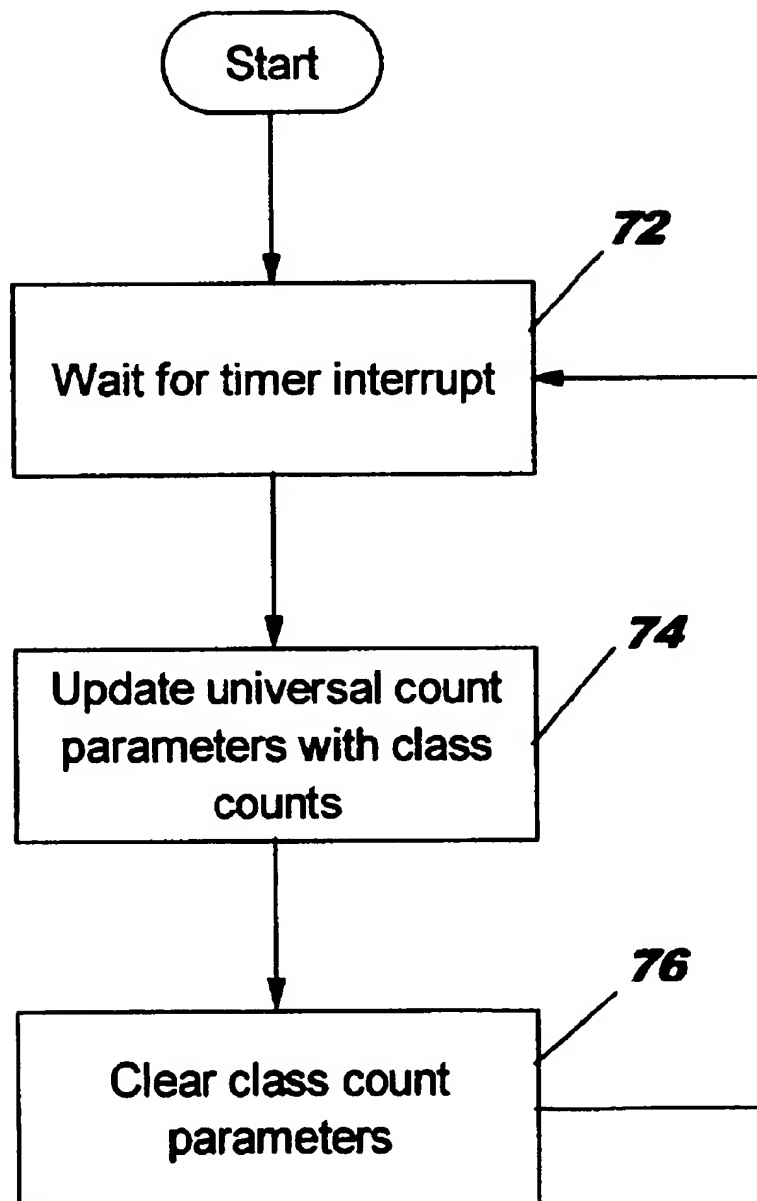 Start
72
Wait for timer interrupt
74
Update universal count
parameters with class
counts
76
Clear class count
parameters